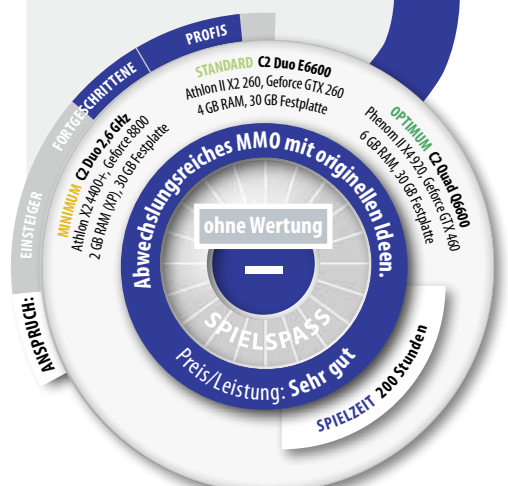 ANSPRUCH:
EINSTEIGER
FORTGESCHRITTENE
PROFIS
MINIMUM C2 Duo 2,6 GHz
Athlon X2 4400+, Geforce 8800
2 GB RAM (XP), 30 GB Festplatte
STANDARD C2 Duo E6600
Athlon II X2 260, Geforce GTX 260
4 GB RAM, 30 GB Festplatte
OPTIMUM C2 Quad Q6600
Phenom II X4 920, Geforce GTX 460
6 GB RAM, 30 GB Festplatte
Abwechslungsreiches MMO mit originellen Ideen.
ohne Wertung
–
SPIELSPASS
Preis/Leistung: Sehr gut
SPIELZEIT 200 Stunden